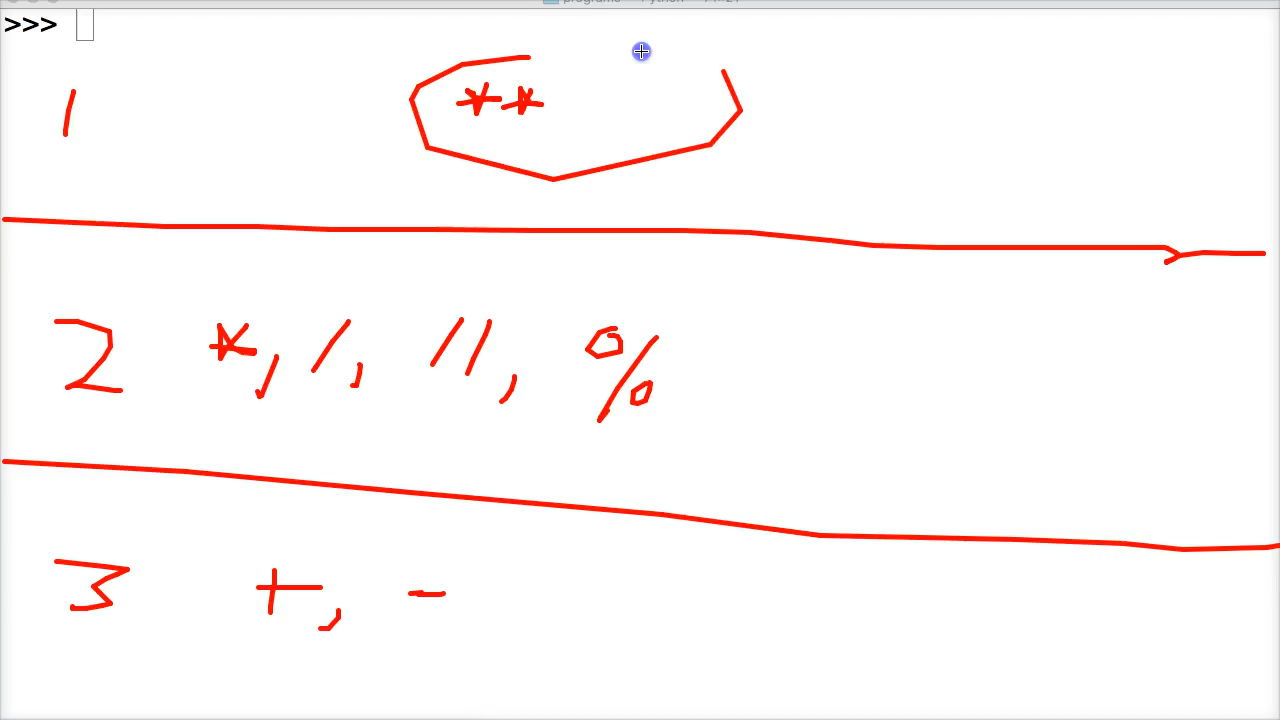 >>>
1 **
2 *, /, //, %
3 +, -